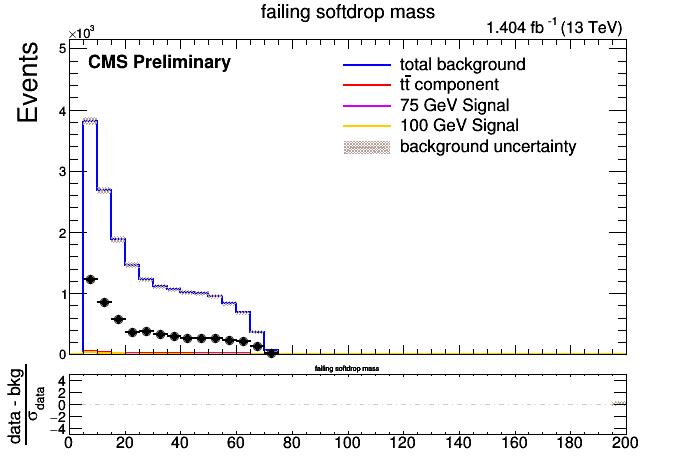 failing softdrop mass
×10³
1.404 fb⁻¹ (13 TeV)
5
CMS Preliminary
total background
tt̄ component
75 GeV Signal
100 GeV Signal
background uncertainty
Events
4
3
2
1
0
failing softdrop mass
data - bkg
σ data
4
2
0
−2
−4
0 20 40 60 80 100 120 140 160 180 200